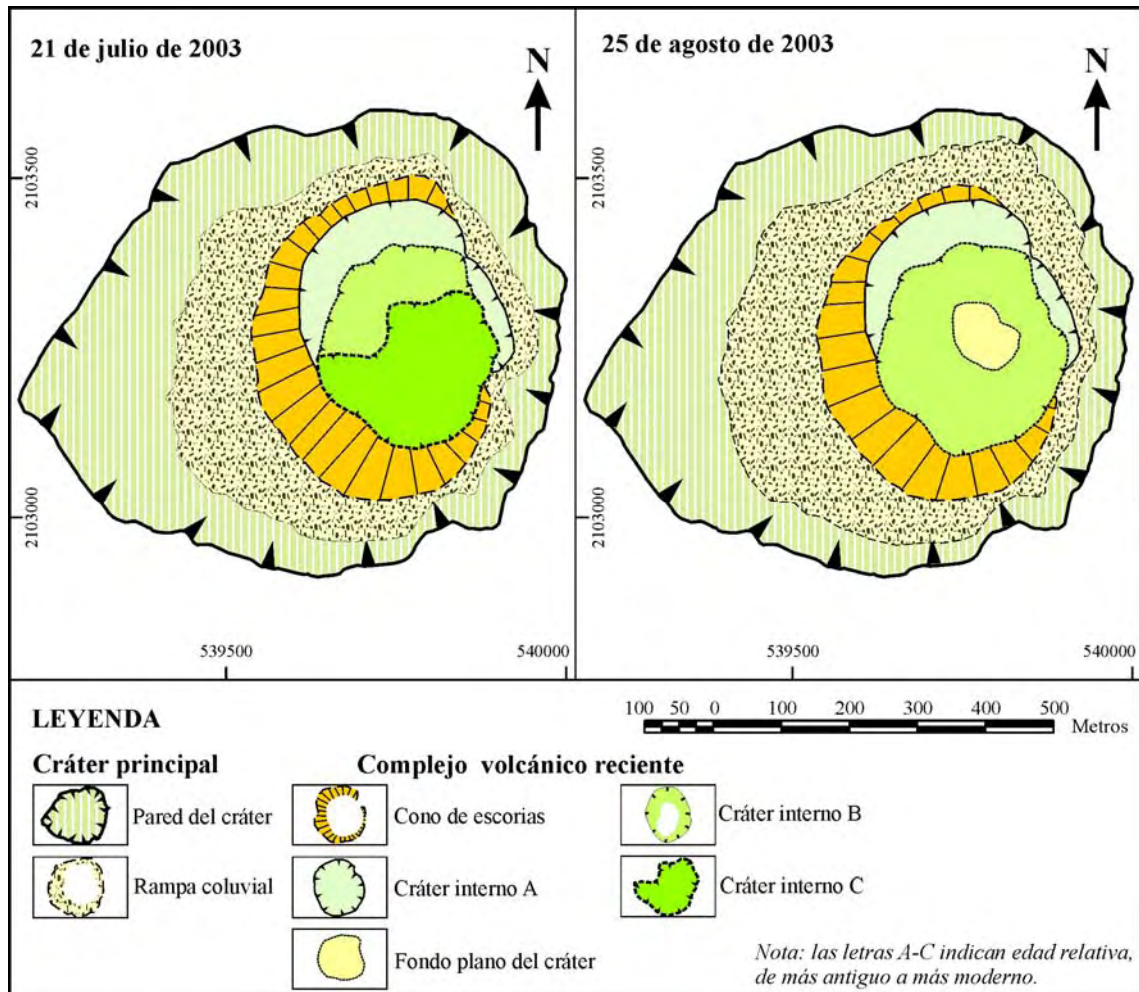 21 de julio de 2003
N
2103500
2103000
539500
540000
25 de agosto de 2003
N
2103500
2103000
539500
540000
LEYENDA
100 50 0 100 200 300 400 500
Metros
Cráter principal
Pared del cráter
Rampa coluvial
Complejo volcánico reciente
Cono de escorias
Cráter interno A
Fondo plano del cráter
Cráter interno B
Cráter interno C
Nota: las letras A-C indican edad relativa,
de más antiguo a más moderno.